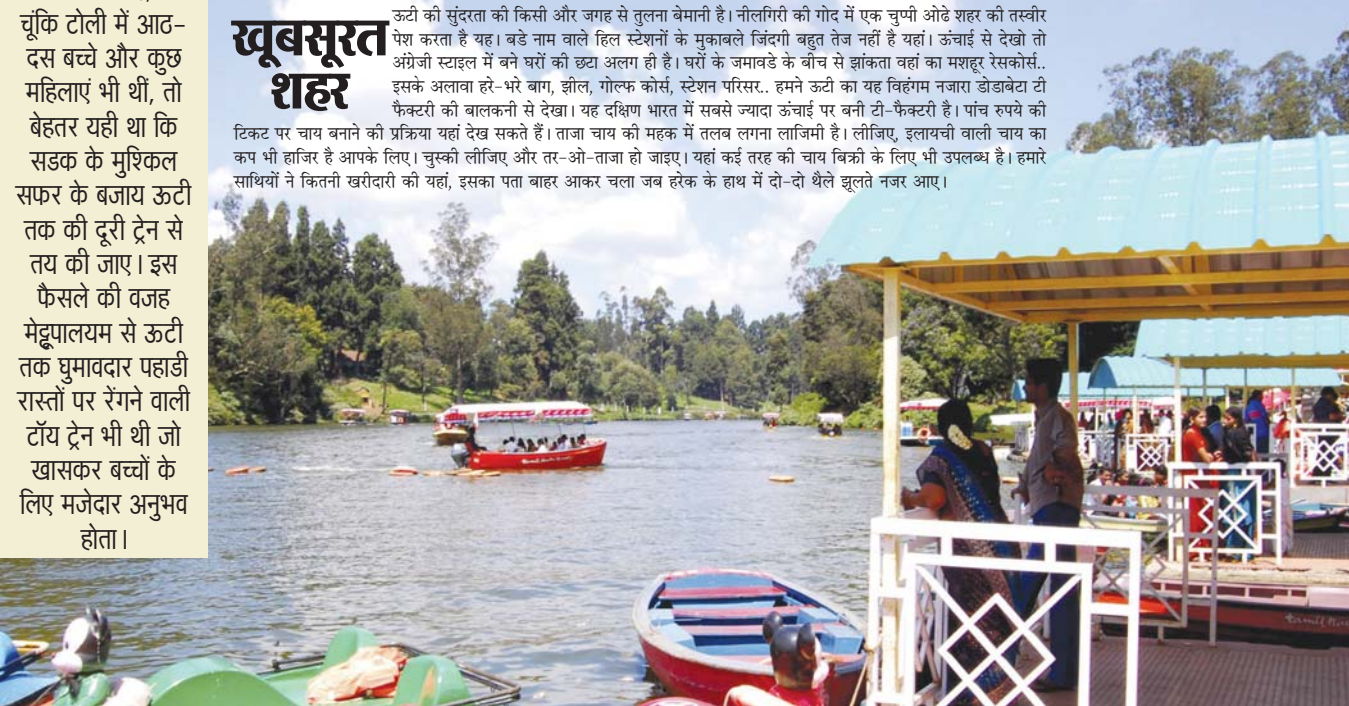 चूंकि टोली में आठ-
दस बच्चे और कुछ
महिलाएं भी थीं, तो
बेहतर यही था कि
सडक के मुश्किल
सफर के बजाय ऊटी
तक की दूरी ट्रेन से
तय की जाए। इस
फैसले की वजह
मेट्टूपालयम से ऊटी
तक घुमावदार पहाडी
रास्तों पर रेंगने वाली
टॉय ट्रेन भी थी जो
खासकर बच्चों के
लिए मजेदार अनुभव
होता।
खूबसूरत
शहर
ऊटी की सुंदरता की किसी और जगह से तुलना बेमानी है। नीलगिरी की गोद में एक चुप्पी ओढे शहर की तस्वीर
पेश करता है यह। बडे नाम वाले हिल स्टेशनों के मुकाबले जिंदगी बहुत तेज नहीं है यहां। ऊंचाई से देखो तो
अंग्रेजी स्टाइल में बने घरों की छटा अलग ही है। घरों के जमावडे के बीच से झांकता वहां का मशहूर रेसकोर्स..
इसके अलावा हरे-भरे बाग, झील, गोल्फ कोर्स, स्टेशन परिसर.. हमने ऊटी का यह विहंगम नजारा डोडाबेटा टी
फैक्टरी की बालकनी से देखा। यह दक्षिण भारत में सबसे ज्यादा ऊंचाई पर बनी टी-फैक्टरी है। पांच रुपये की
टिकट पर चाय बनाने की प्रक्रिया यहां देख सकते हैं। ताजा चाय की महक में तलब लगना लाजिमी है। लीजिए, इलायची वाली चाय का
कप भी हाजिर है आपके लिए। चुस्की लीजिए और तर-ओ-ताजा हो जाइए। यहां कई तरह की चाय बिक्री के लिए भी उपलब्ध है। हमारे
साथियों ने कितनी खरीदारी की यहां, इसका पता बाहर आकर चला जब हरेक के हाथ में दो-दो थैले झूलते नजर आए।